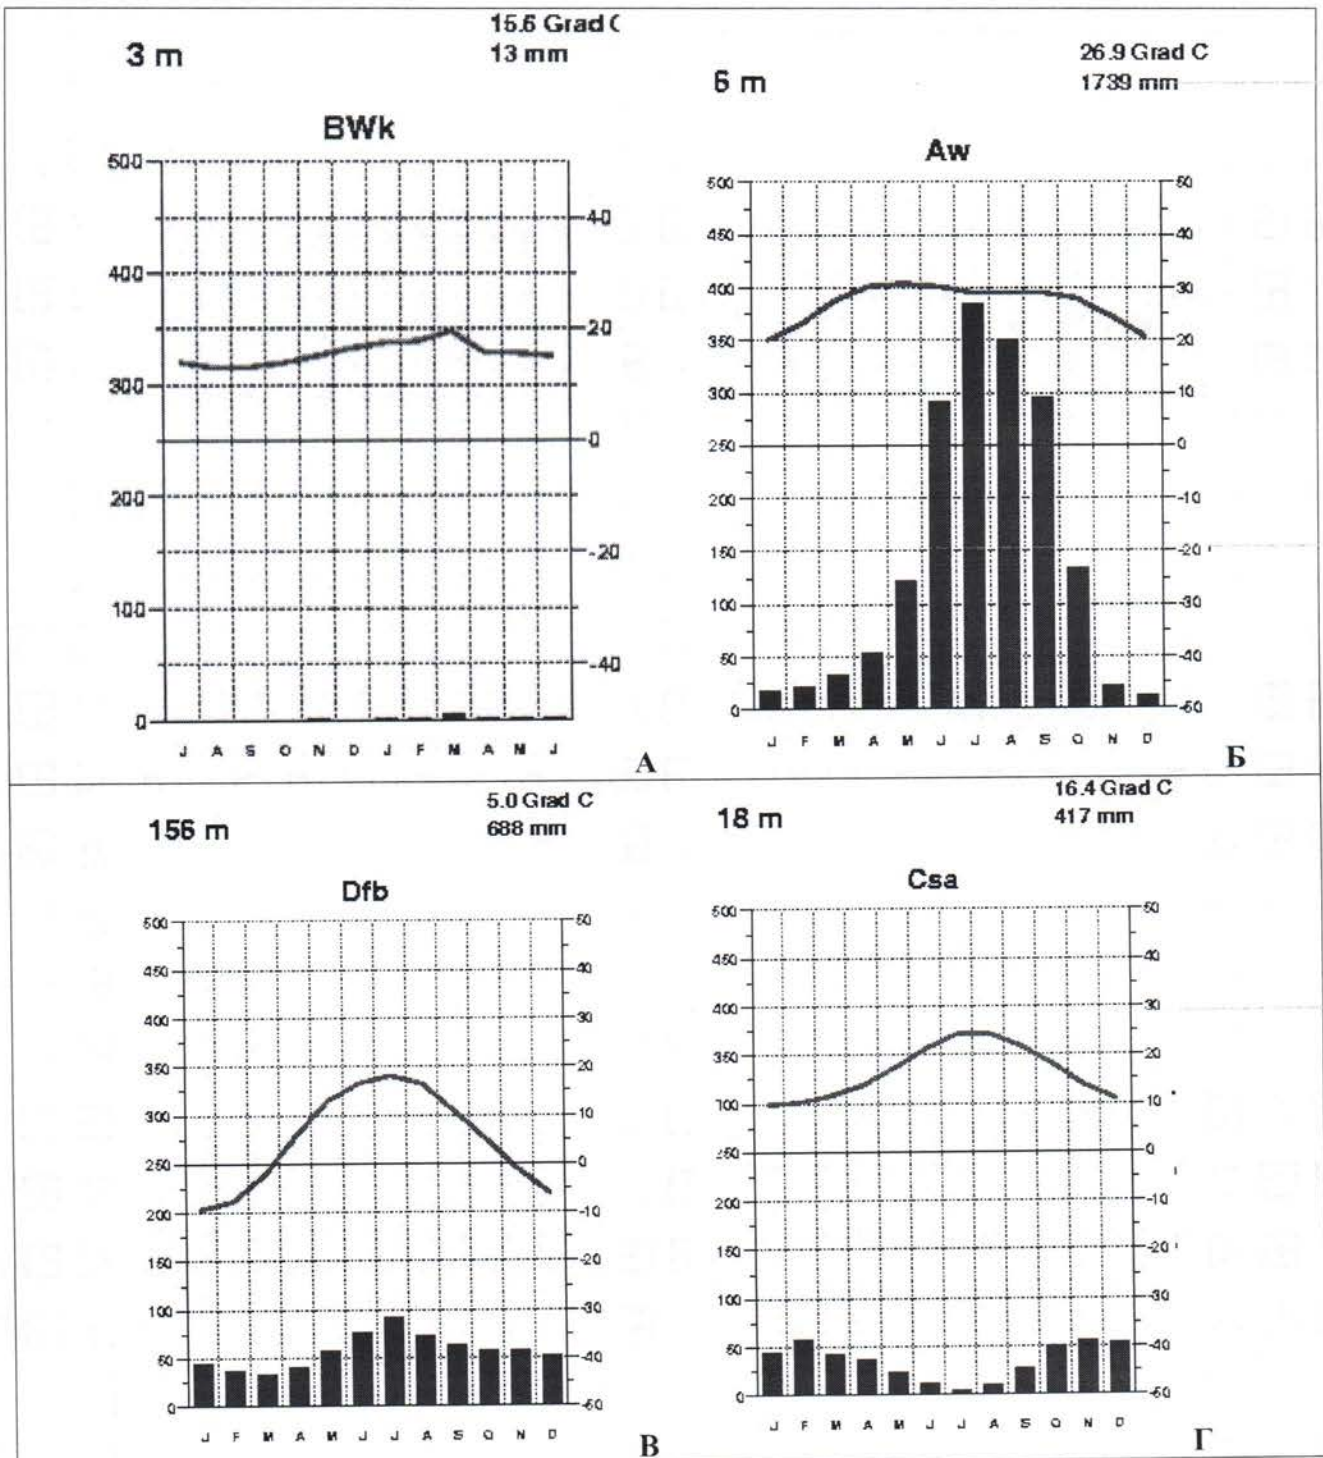 15.6 Grad C
3 m
13 mm
BWk
500
40
400
20
300
0
200
-20
100
-40
0
J A S O N D J F M A M J
А
26.9 Grad C
6 m
1739 mm
Aw
500 50
450 40
400 30
350 20
300 10
250 0
200 -10
150 -20
100 -30
50 -40
0 -50
J F M A M J J A S O N D
Б
5.0 Grad C
156 m
688 mm
Dfb
500 50
450 40
400 30
350 20
300 10
250 0
200 -10
150 -20
100 -30
50 -40
0 -50
J F M A M J J A S O N D
В
16.4 Grad C
18 m
417 mm
Csa
500 50
450 40
400 30
350 20
300 10
250 0
200 -10
150 -20
100 -30
50 -40
0 -50
J F M A M J J A S O N D
Г